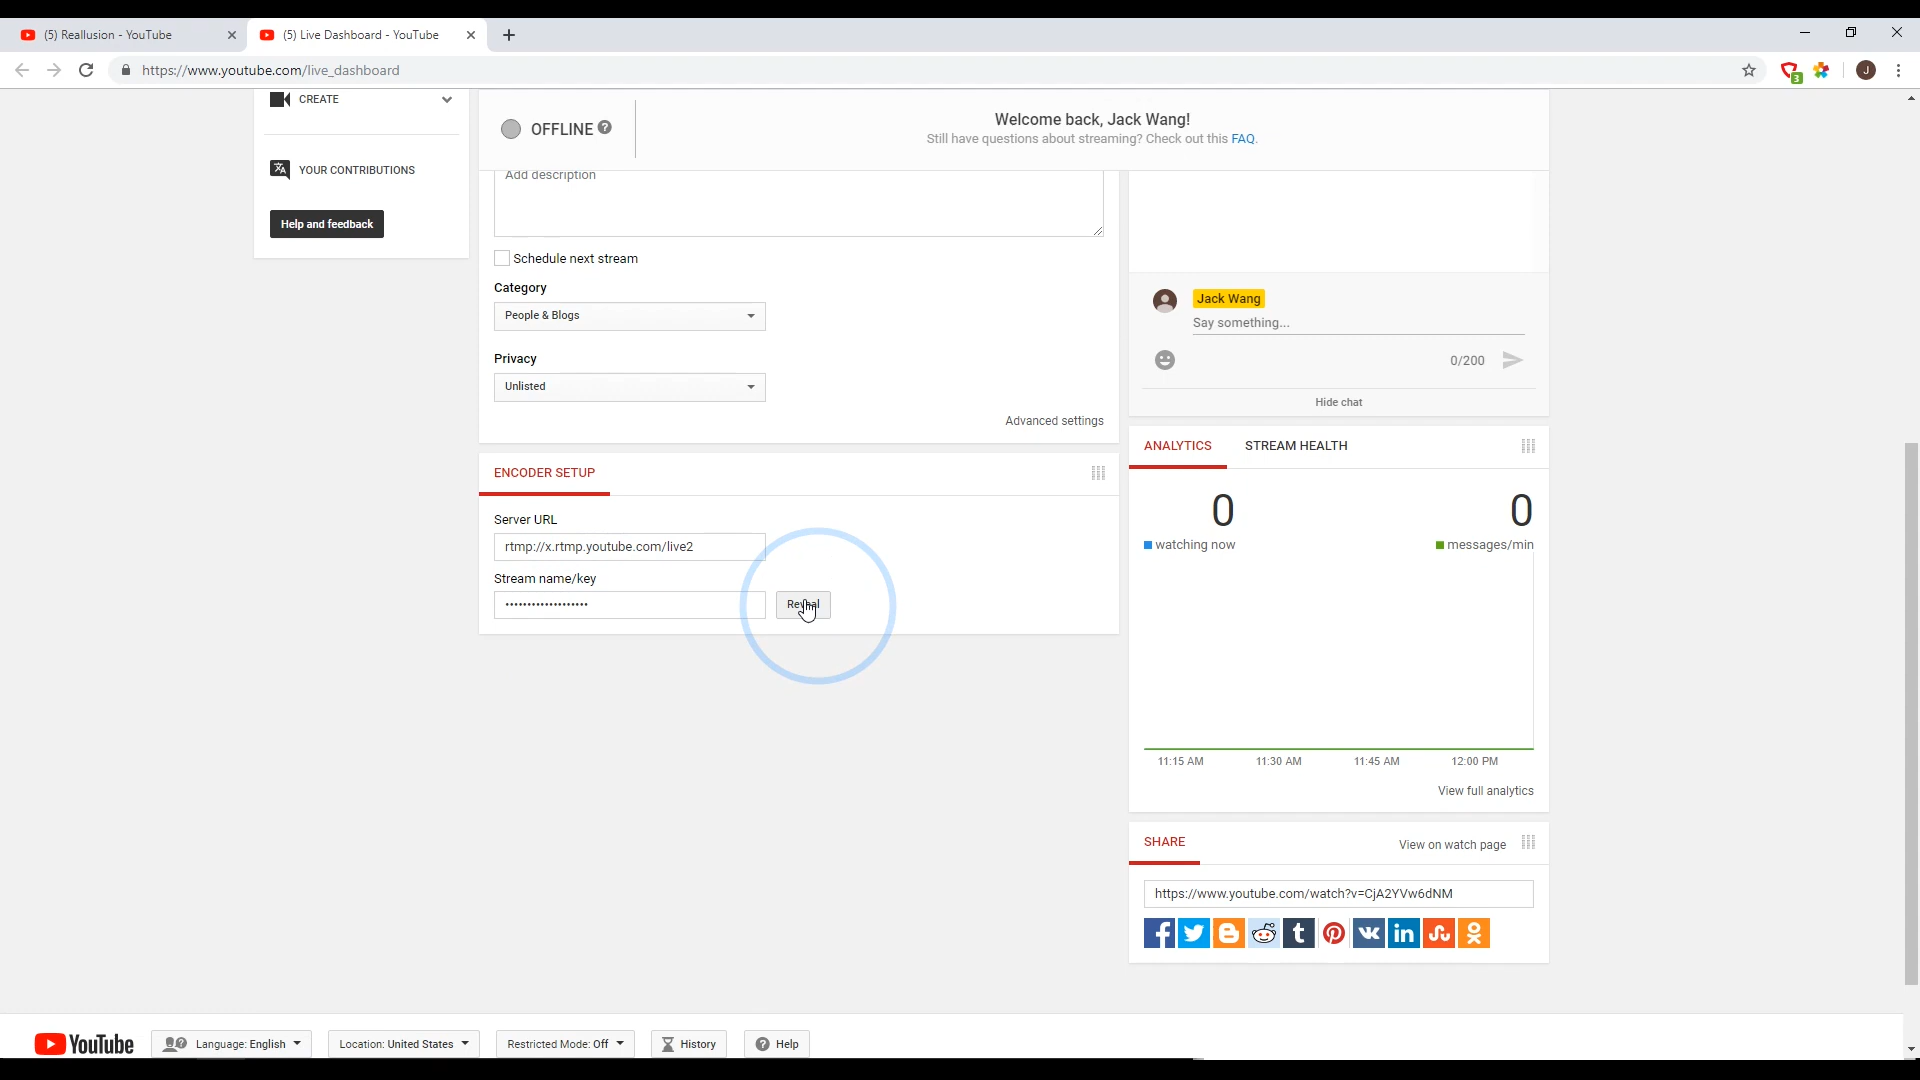 (5) Reallusion - YouTube
(5) Live Dashboard - YouTube
https://www.youtube.com/live_dashboard
3
J
CREATE
YOUR CONTRIBUTIONS
Help and feedback
OFFLINE ?
Welcome back, Jack Wang!
Still have questions about streaming? Check out this FAQ.
Add description
Schedule next stream
Category
People & Blogs
Privacy
Unlisted
Advanced settings
ENCODER SETUP
Server URL
rtmp://x.rtmp.youtube.com/live2
Stream name/key
•••••••••••••••••••
Reveal
Jack Wang
Say something...
0/200
Hide chat
ANALYTICS STREAM HEALTH
0 0
watching now messages/min
11:15 AM 11:30 AM 11:45 AM 12:00 PM
View full analytics
SHARE View on watch page
https://www.youtube.com/watch?v=CjA2YVw6dNM
YouTube Language: English Location: United States Restricted Mode: Off History Help